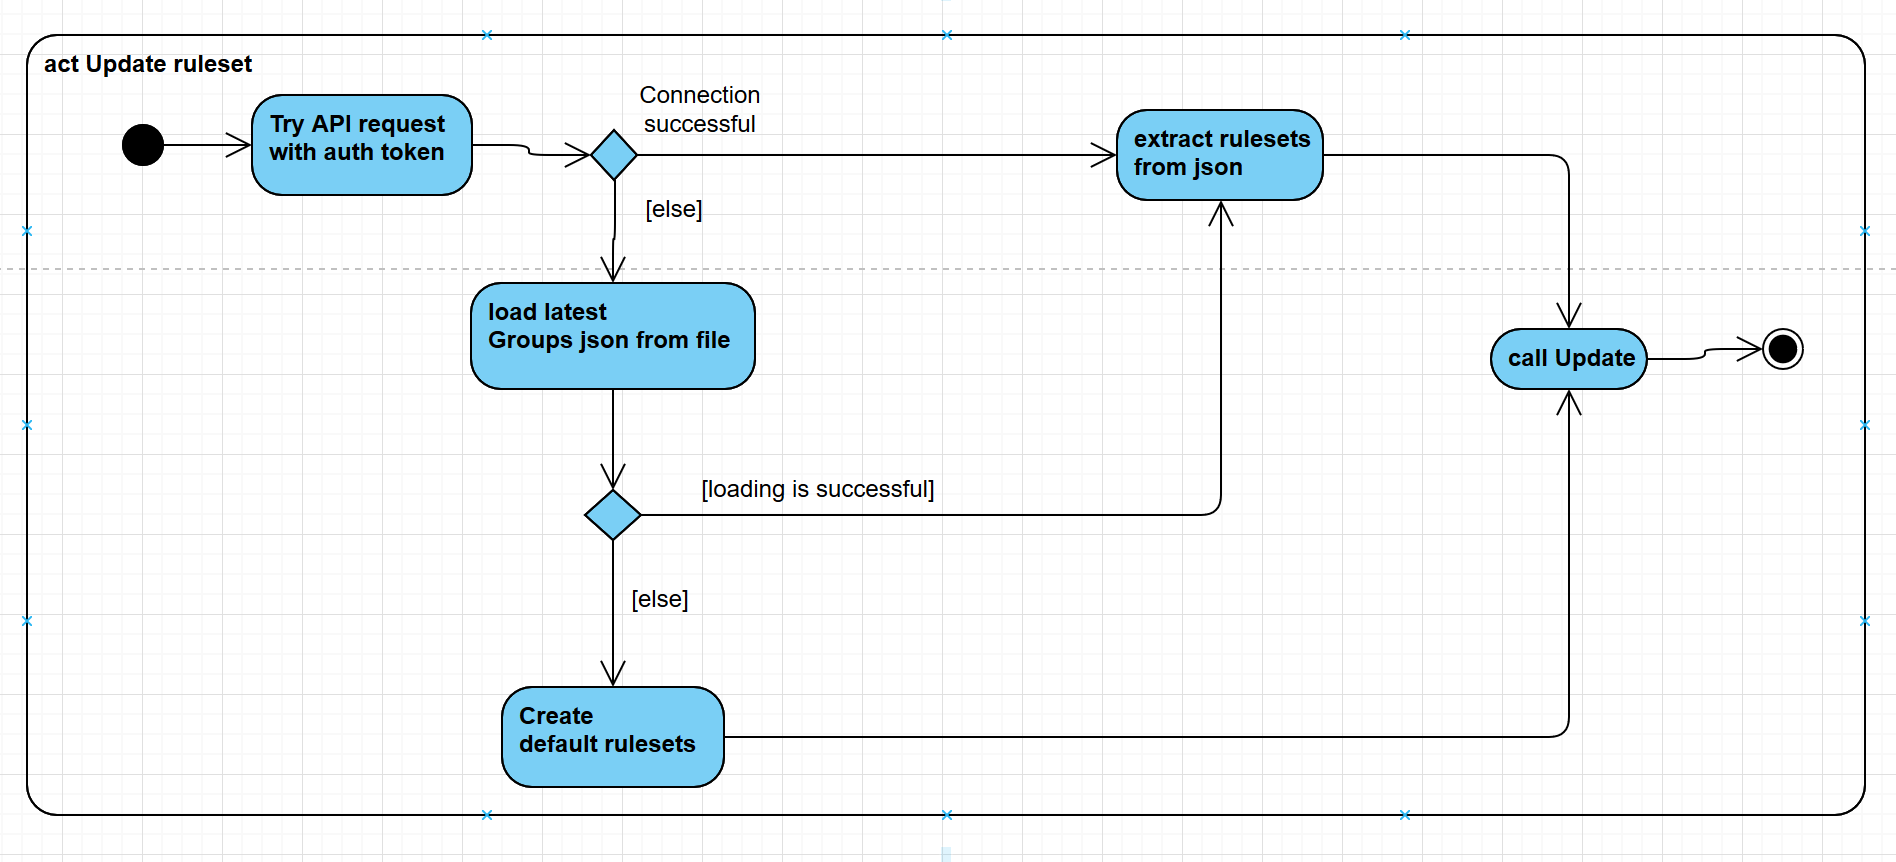 act Update ruleset
Try API request
with auth token
Connection
successful
extract rulesets
from json
[else]
load latest
Groups json from file
call Update
[loading is successful]
[else]
Create
default rulesets